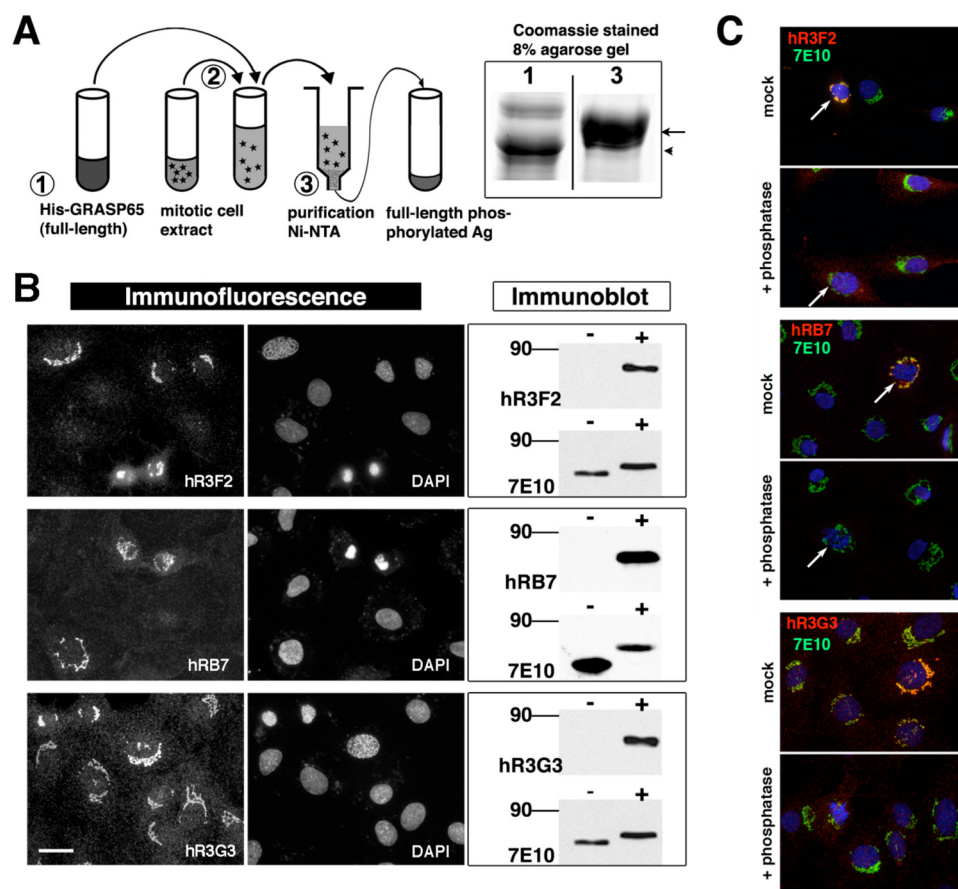 A
Coomassie stained
8% agarose gel
1
3
2
1
His-GRASP65
(full-length)
mitotic cell
extract
3
purification
Ni-NTA
full-length phos-
phorylated Ag
B
Immunofluorescence
Immunoblot
hR3F2
DAPI
- +
90
hR3F2
90
7E10
hRB7
DAPI
- +
90
hRB7
- +
90
7E10
hR3G3
DAPI
- +
90
hR3G3
- +
90
7E10
C
hR3F2
7E10
mock
+ phosphatase
hRB7
7E10
mock
+ phosphatase
hR3G3
7E10
mock
+ phosphatase